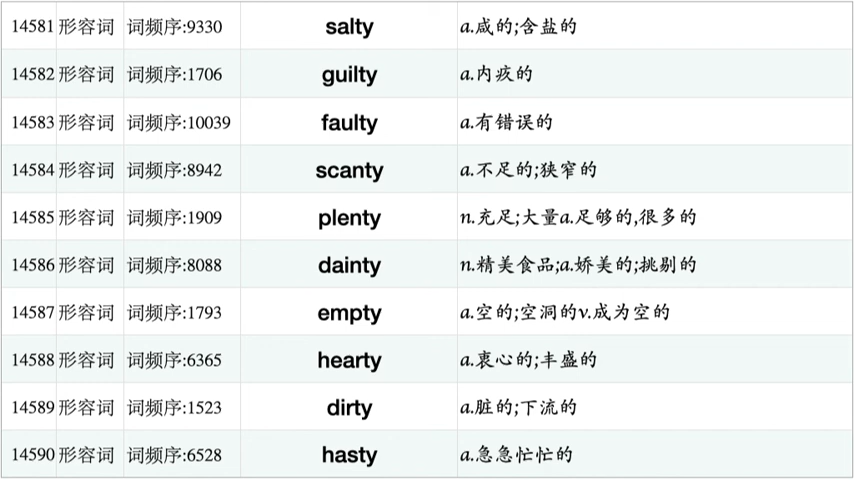 14581 形容词 词频序:9330 salty a.咸的;含盐的
14582 形容词 词频序:1706 guilty a.内疚的
14583 形容词 词频序:10039 faulty a.有错误的
14584 形容词 词频序:8942 scanty a.不足的;狭窄的
14585 形容词 词频序:1909 plenty n.充足;大量a.足够的,很多的
14586 形容词 词频序:8088 dainty n.精美食品;a.娇美的;挑剔的
14587 形容词 词频序:1793 empty a.空的;空洞的v.成为空的
14588 形容词 词频序:6365 hearty a.衷心的;丰盛的
14589 形容词 词频序:1523 dirty a.脏的;下流的
14590 形容词 词频序:6528 hasty a.急急忙忙的